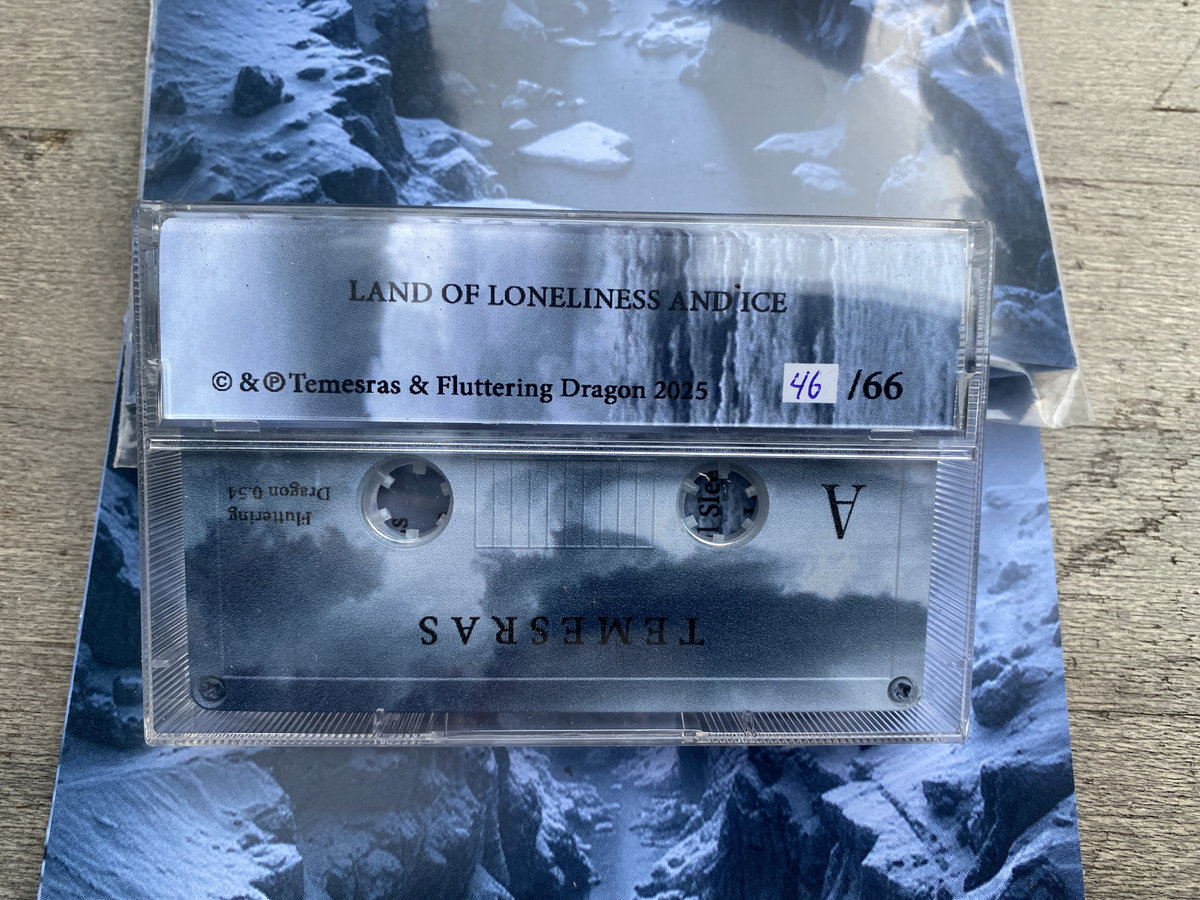 LAND OF LONELINESS AND ICE
© & ℗ Temesras & Fluttering Dragon 2025 46 /66
A
Fluttering
Dragon 0.54
TEMESRAS